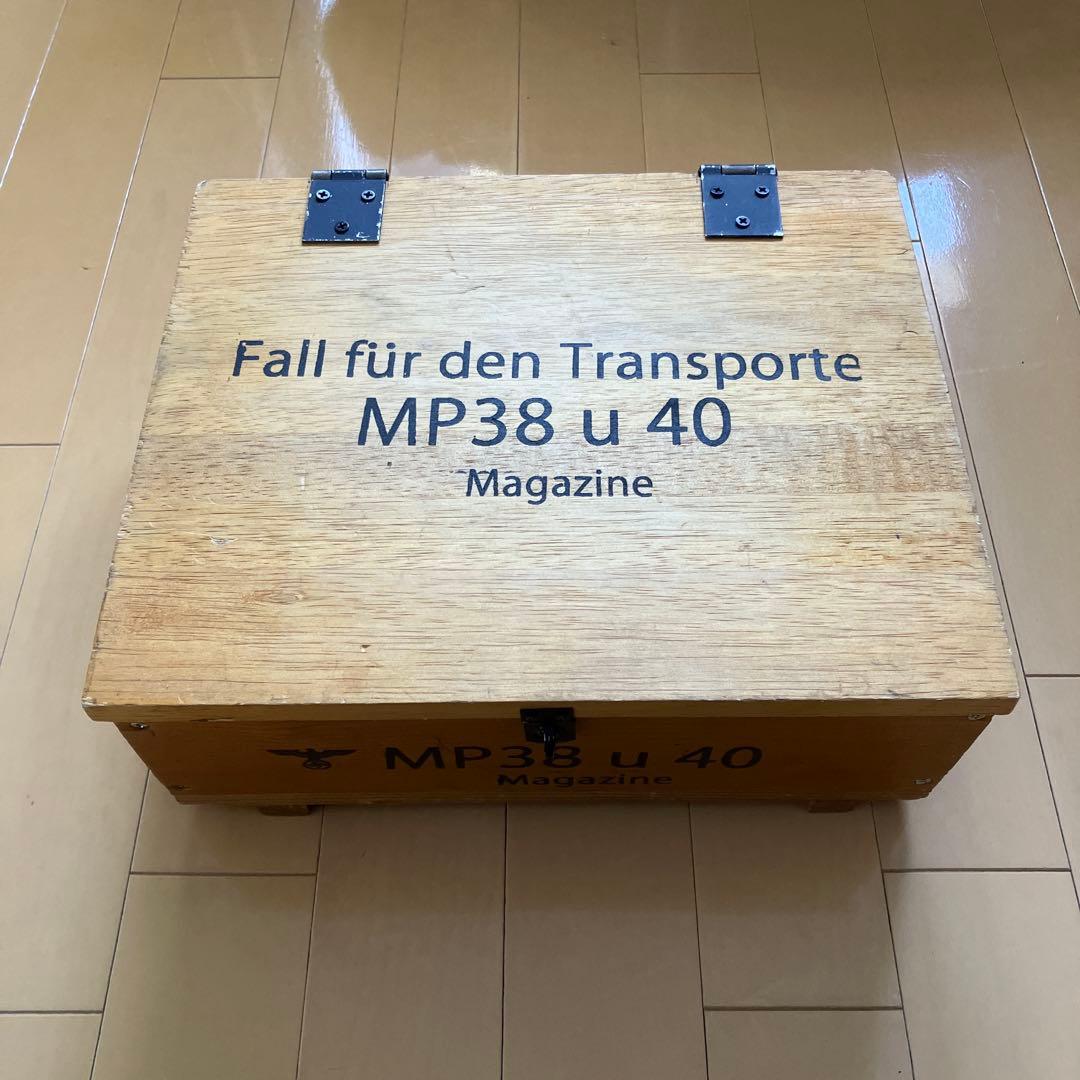 Fall für den Transporte
MP38 u 40
Magazine
MP38 u 40
Magazine